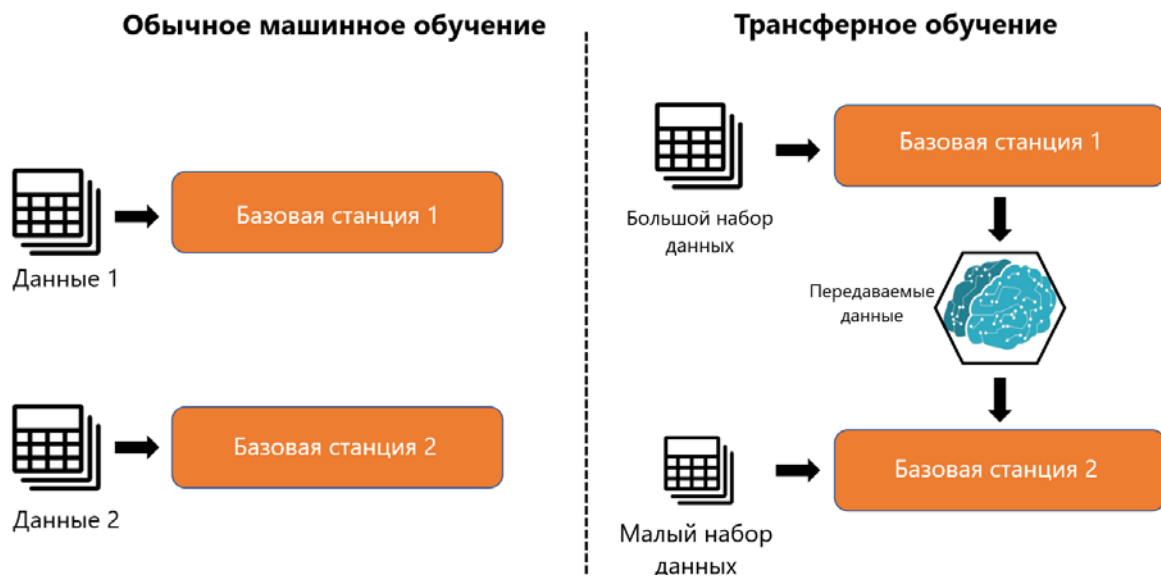 Обычное машинное обучение
Данные 1
Базовая станция 1
Данные 2
Базовая станция 2
Трансферное обучение
Большой набор
данных
Базовая станция 1
Передаваемые
данные
Малый набор
данных
Базовая станция 2